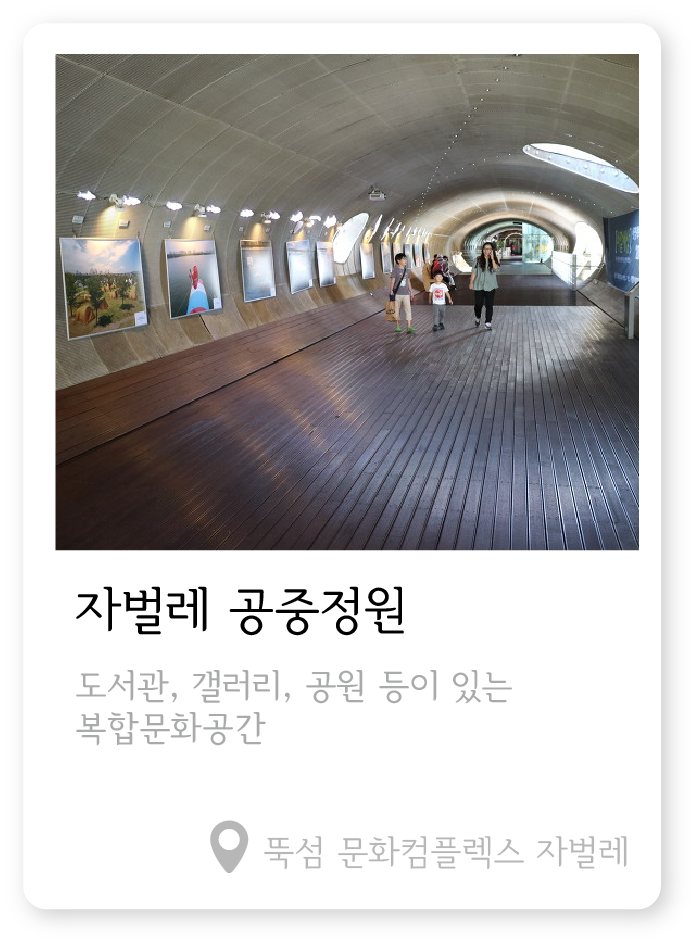 자벌레 공중정원
도서관, 갤러리, 공원 등이 있는
복합문화공간
뚝섬 문화컴플렉스 자벌레